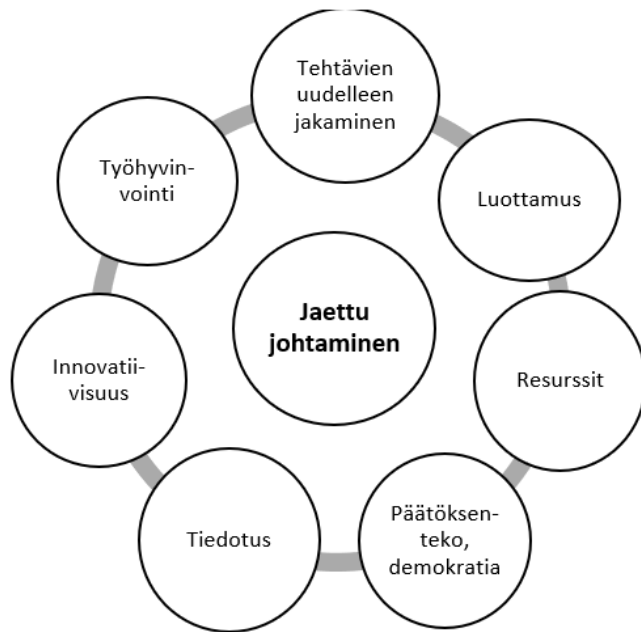 Tehtävien
uudelleen
jakaminen
Luottamus
Resurssit
Päätöksen-
teko,
demokratia
Tiedotus
Innovatii-
visuus
Työhyvin-
vointi
Jaettu
johtaminen